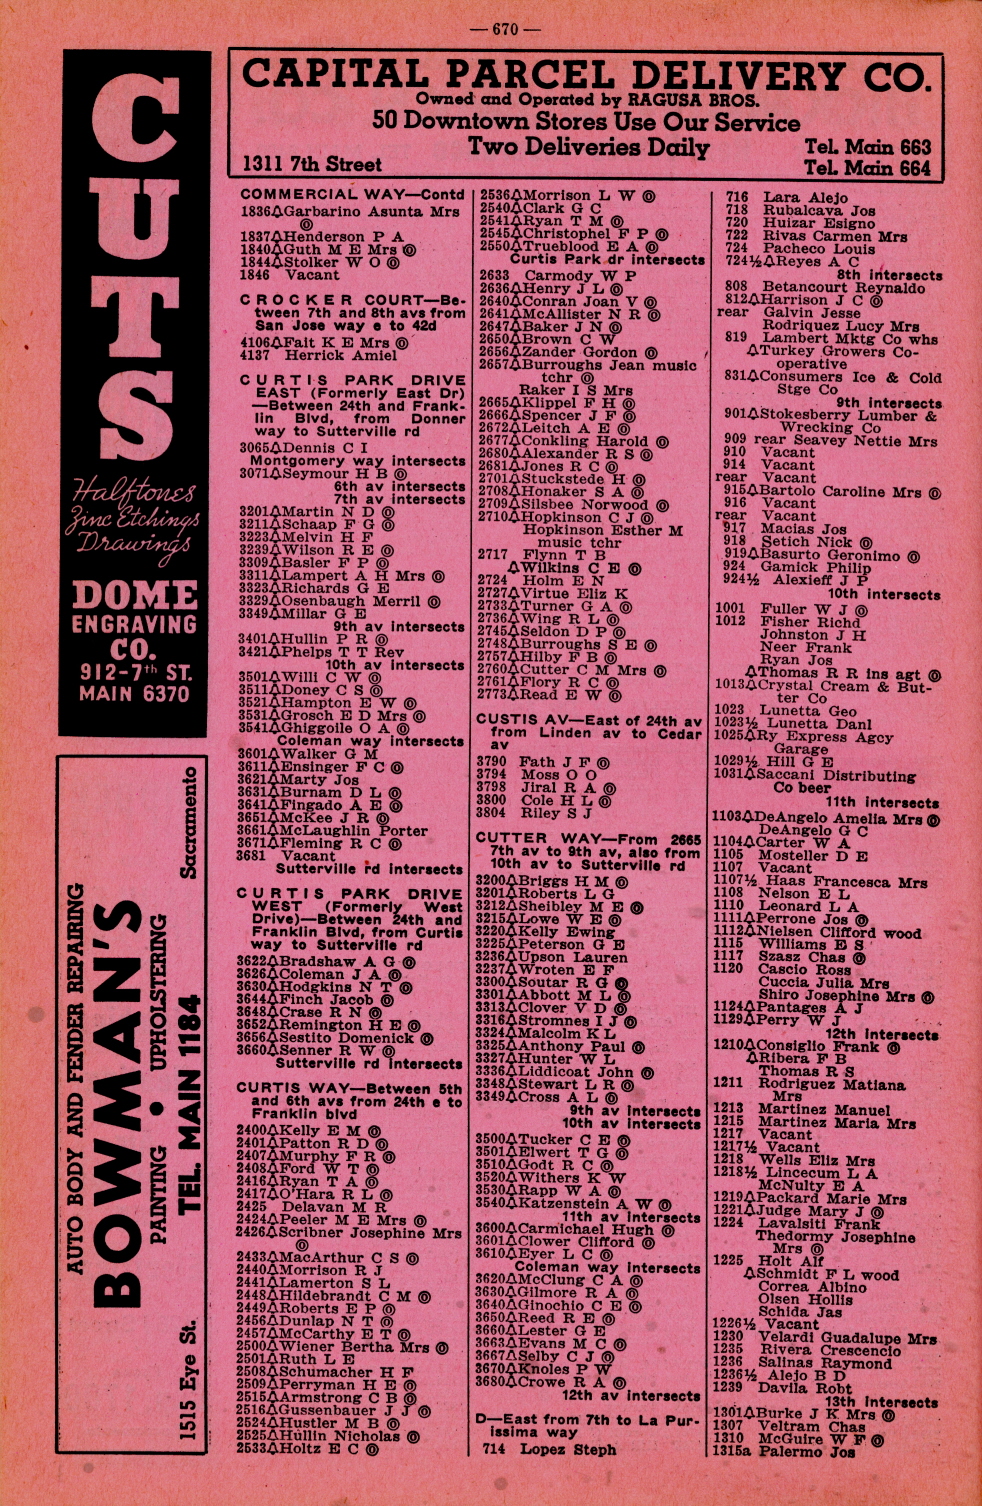 — 670 —
CUTS
Halftones
Zinc Etchings
Drawings
DOME
ENGRAVING
CO.
912-7th ST.
MAIN 6370
AUTO BODY AND FENDER REPAIRING
BOWMAN'S
PAINTING • UPHOLSTERING
1515 Eye St. TEL. MAIN 1184 Sacramento
CAPITAL PARCEL DELIVERY CO.
Owned and Operated by RAGUSA BROS.
50 Downtown Stores Use Our Service
Two Deliveries Daily
1311 7th Street
Tel. Main 663
Tel. Main 664
COMMERCIAL WAY—Contd
1836△Garbarino Asunta Mrs
⊙
1837△Henderson P A
1840△Guth M E Mrs ⊙
1844△Stolker W O ⊙
1846 Vacant
CROCKER COURT—Be-
tween 7th and 8th avs from
San Jose way e to 42d
4106△Fait K E Mrs ⊙
4137 Herrick Amiel
CURTIS PARK DRIVE
EAST (Formerly East Dr)
—Between 24th and Frank-
lin Blvd, from Donner
way to Sutterville rd
3065△Dennis C I
Montgomery way intersects
3071△Seymour H B ⊙
6th av intersects
7th av intersects
3201△Martin N D ⊙
3211△Schaap F G ⊙
3223△Melvin H F
3239△Wilson R E ⊙
3309△Basler F P ⊙
3311△Lampert A H Mrs ⊙
3323△Richards G E
3329△Osenbaugh Merril ⊙
3349△Millar G E
9th av intersects
3401△Hullin P R ⊙
3421△Phelps T T Rev
10th av intersects
3501△Willi C W ⊙
3511△Doney C S ⊙
3521△Hampton E W ⊙
3531△Grosch E D Mrs ⊙
3541△Ghiggolle O A ⊙
Coleman way intersects
3601△Walker G M
3611△Ensinger F C ⊙
3621△Marty Jos
3631△Burnam D L ⊙
3641△Fingado A E ⊙
3651△McKee J R ⊙
3661△McLaughlin Porter
3671△Fleming R C ⊙
3681 Vacant
Sutterville rd intersects
CURTIS PARK DRIVE
WEST (Formerly West
Drive)—Between 24th and
Franklin Blvd, from Curtis
way to Sutterville rd
3622△Bradshaw A G ⊙
3626△Coleman J A ⊙
3630△Hodgkins N T ⊙
3644△Finch Jacob ⊙
3648△Crase R N ⊙
3652△Remington H E ⊙
3656△Sestito Domenick ⊙
3660△Senner R W ⊙
Sutterville rd intersects
CURTIS WAY—Between 5th
and 6th avs from 24th e to
Franklin blvd
2400△Kelly E M ⊙
2401△Patton R D ⊙
2407△Murphy F R ⊙
2408△Ford W T ⊙
2416△Ryan T A ⊙
2417△O'Hara R L ⊙
2425 Delavan M R
2424△Peeler M E Mrs ⊙
2426△Scribner Josephine Mrs
⊙
2433△MacArthur C S ⊙
2440△Morrison R J
2441△Lamerton S L
2448△Hildebrandt C M ⊙
2449△Roberts E P ⊙
2456△Dunlap N T ⊙
2457△McCarthy E T ⊙
2500△Wiener Bertha Mrs ⊙
2501△Ruth L E
2508△Schumacher H F
2509△Perryman H E ⊙
2515△Armstrong C B ⊙
2516△Gussenbauer J J ⊙
2524△Hustler M B ⊙
2525△Hullin Nicholas ⊙
2533△Holtz E C ⊙
2536△Morrison L W ⊙
2540△Clark G C
2541△Ryan T M ⊙
2545△Christophel F P ⊙
2550△Trueblood E A ⊙
Curtis Park dr intersects
2633 Carmody W P
2636△Henry J L ⊙
2640△Conran Joan V ⊙
2641△McAllister N R ⊙
2647△Baker J N ⊙
2650△Brown C W
2656△Zander Gordon ⊙
2657△Burroughs Jean music
tchr ⊙
Raker I S Mrs
2665△Klippel F H ⊙
2666△Spencer J F ⊙
2672△Leitch A E ⊙
2677△Conkling Harold ⊙
2680△Alexander R S ⊙
2681△Jones R C ⊙
2701△Stuckstede H ⊙
2708△Honaker S A ⊙
2709△Silsbee Norwood ⊙
2710△Hopkinson C J ⊙
Hopkinson Esther M
music tchr
2717 Flynn T B
△Wilkins C E ⊙
2724 Holm E N
2727△Virtue Eliz K
2733△Turner G A ⊙
2736△Wing R L ⊙
2745△Seldon D P ⊙
2748△Burroughs S E ⊙
2757△Hilby F B ⊙
2760△Cutter C M Mrs ⊙
2761△Flory R C ⊙
2773△Read E W ⊙
CUSTIS AV—East of 24th av
from Linden av to Cedar
av
3790 Fath J F ⊙
3794 Moss O O
3798 Jiral R A ⊙
3800 Cole H L ⊙
3804 Riley S J
CUTTER WAY—From 2665
7th av to 9th av, also from
10th av to Sutterville rd
3200△Briggs H M ⊙
3201△Roberts L G
3212△Sheibley M E ⊙
3215△Lowe W E ⊙
3220△Kelly Ewing
3225△Peterson G E
3236△Upson Lauren
3237△Wroten E F
3300△Soutar R G ⊙
3301△Abbott M L ⊙
3313△Clover V D ⊙
3316△Stromnes I J ⊙
3324△Malcolm K L
3325△Anthony Paul ⊙
3327△Hunter W L
3336△Liddicoat John ⊙
3348△Stewart L R ⊙
3349△Cross A L ⊙
9th av intersects
10th av intersects
3500△Tucker C E ⊙
3501△Elwert T G ⊙
3510△Godt R C ⊙
3520△Withers K W
3530△Rapp W A ⊙
3540△Katzenstein A W ⊙
11th av intersects
3600△Carmichael Hugh ⊙
3601△Clower Clifford ⊙
3610△Eyer L C ⊙
Coleman way intersects
3620△McClung C A ⊙
3630△Gilmore R A ⊙
3640△Ginochio C E ⊙
3650△Reed R E ⊙
3660△Lester G E
3663△Evans M C ⊙
3667△Selby C J ⊙
3670△Knoles P W
3680△Crowe R A ⊙
12th av intersects
D—East from 7th to La Pur-
issima way
714 Lopez Steph
716 Lara Alejo
718 Rubalcava Jos
720 Huizar Esigno
722 Rivas Carmen Mrs
724 Pacheco Louis
724½△Reyes A C
8th intersects
808 Betancourt Reynaldo
812△Harrison J C ⊙
rear Galvin Jesse
Rodriquez Lucy Mrs
819 Lambert Mktg Co whs
△Turkey Growers Co-
operative
831△Consumers Ice & Cold
Stge Co
9th intersects
901△Stokesberry Lumber &
Wrecking Co
909 rear Seavey Nettie Mrs
910 Vacant
914 Vacant
rear Vacant
915△Bartolo Caroline Mrs ⊙
916 Vacant
rear Vacant
917 Macias Jos
918 Setich Nick ⊙
919△Basurto Geronimo ⊙
924 Gamick Philip
924½ Alexieff J P
10th intersects
1001 Fuller W J ⊙
1012 Fisher Richd
Johnston J H
Neer Frank
Ryan Jos
△Thomas R R ins agt ⊙
1013△Crystal Cream & But-
ter Co
1023 Lunetta Geo
1023½ Lunetta Danl
1025△Ry Express Agcy
Garage
1029½ Hill G E
1031△Saccani Distributing
Co beer
11th intersects
1103△DeAngelo Amelia Mrs ⊙
DeAngelo G C
1104△Carter W A
1105 Mosteller D E
1107 Vacant
1107½ Haas Francesca Mrs
1108 Nelson E L
1110 Leonard L A
1111△Perrone Jos ⊙
1112△Nielsen Clifford wood
1115 Williams E S
1117 Szasz Chas ⊙
1120 Cascio Ross
Cuccia Julia Mrs
Shiro Josephine Mrs ⊙
1124△Pantages A J
1129△Perry W J
12th intersects
1210△Consiglio Frank ⊙
△Ribera F B
Thomas R S
1211 Rodriguez Matiana
Mrs
1213 Martinez Manuel
1215 Martinez Maria Mrs
1217 Vacant
1217½ Vacant
1218 Wells Eliz Mrs
1218½ Lincecum L A
McNulty E A
1219△Packard Marie Mrs
1221△Judge Mary J ⊙
1224 Lavalsiti Frank
Thedormy Josephine
Mrs ⊙
1225 Holt Alf
△Schmidt F L wood
Correa Albino
Olsen Hollis
Schida Jas
1226½ Vacant
1230 Velardi Guadalupe Mrs
1235 Rivera Crescencio
1236 Salinas Raymond
1236½ Alejo B D
1239 Davila Robt
13th intersects
1301△Burke J K Mrs ⊙
1307 Veltram Chas
1310 McGuire W F ⊙
1315a Palermo Jos